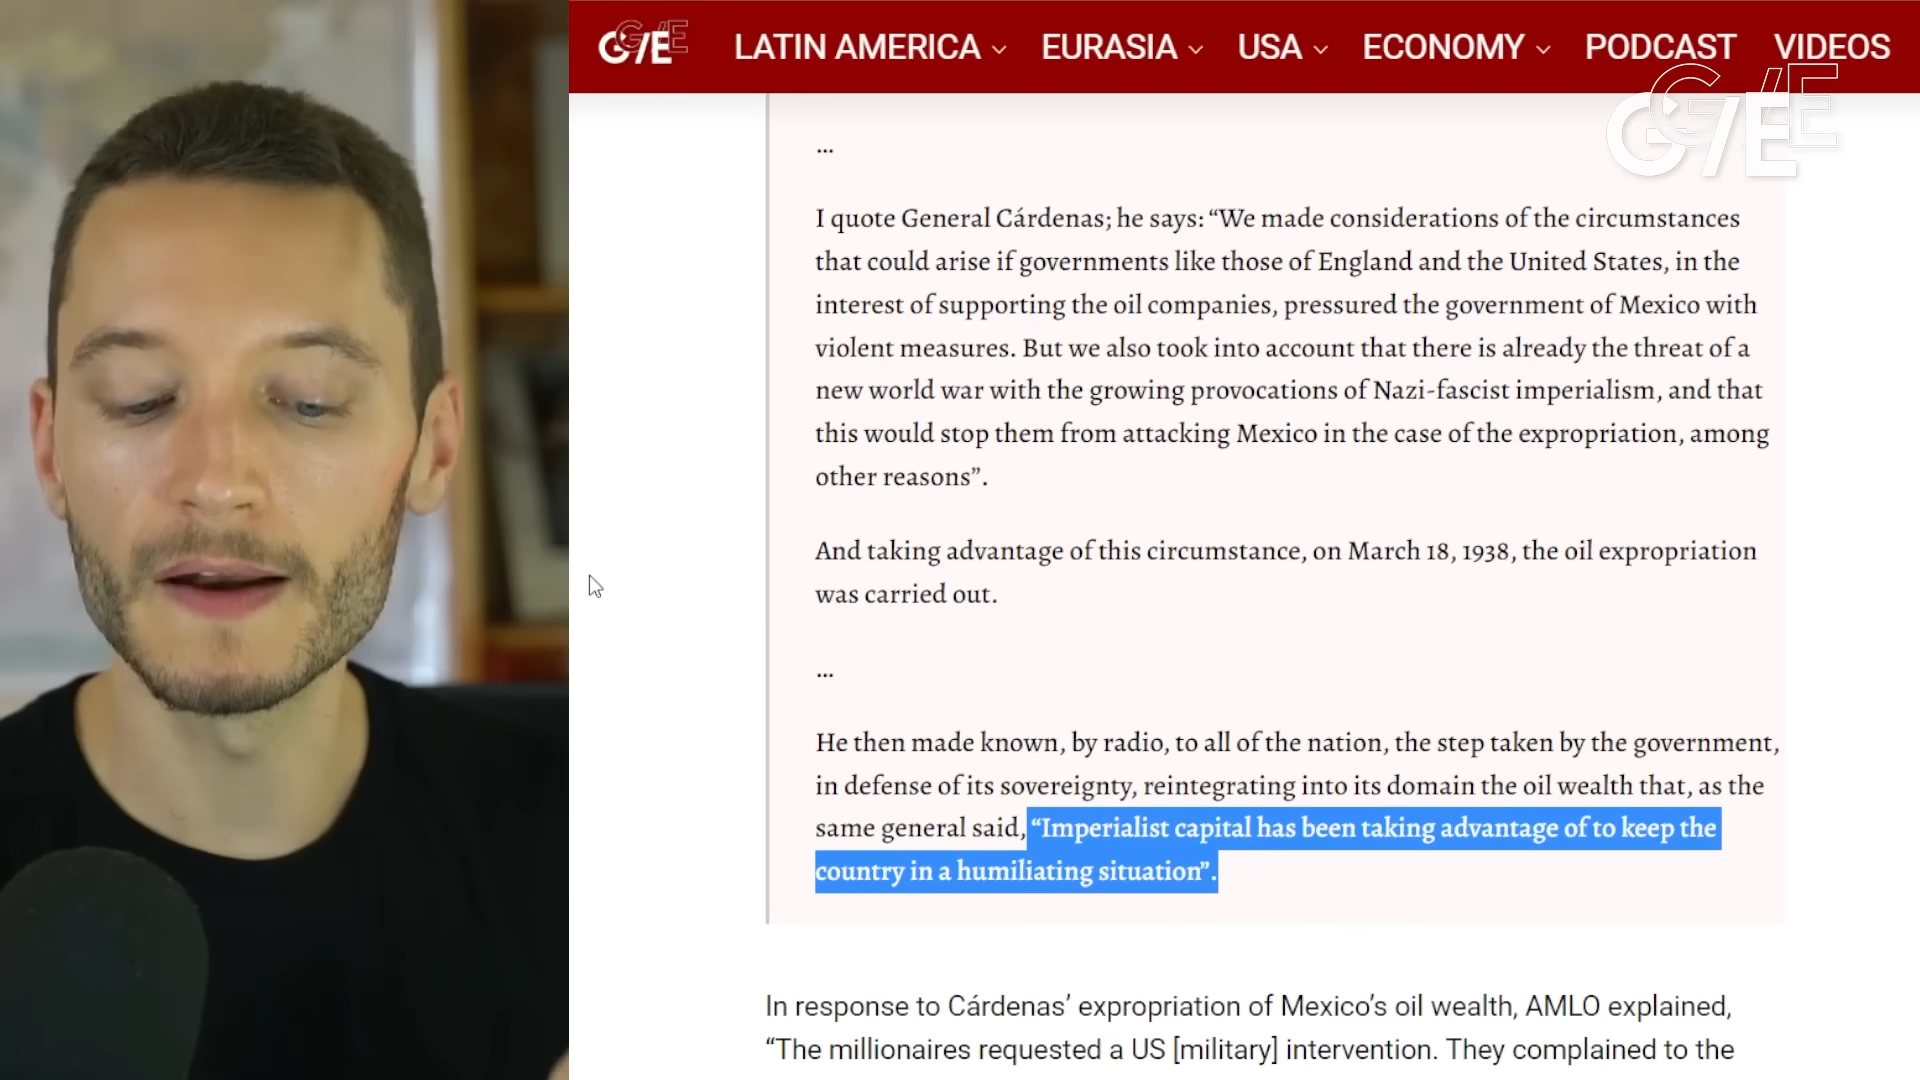 GE LATIN AMERICA EURASIA USA ECONOMY PODCAST VIDEOS
GE
...
I quote General Cárdenas; he says: “We made considerations of the circumstances
that could arise if governments like those of England and the United States, in the
interest of supporting the oil companies, pressured the government of Mexico with
violent measures. But we also took into account that there is already the threat of a
new world war with the growing provocations of Nazi-fascist imperialism, and that
this would stop them from attacking Mexico in the case of the expropriation, among
other reasons”.
And taking advantage of this circumstance, on March 18, 1938, the oil expropriation
was carried out.
...
He then made known, by radio, to all of the nation, the step taken by the government,
in defense of its sovereignty, reintegrating into its domain the oil wealth that, as the
same general said, “Imperialist capital has been taking advantage of to keep the
country in a humiliating situation”.
In response to Cárdenas’ expropriation of Mexico’s oil wealth, AMLO explained,
“The millionaires requested a US [military] intervention. They complained to the